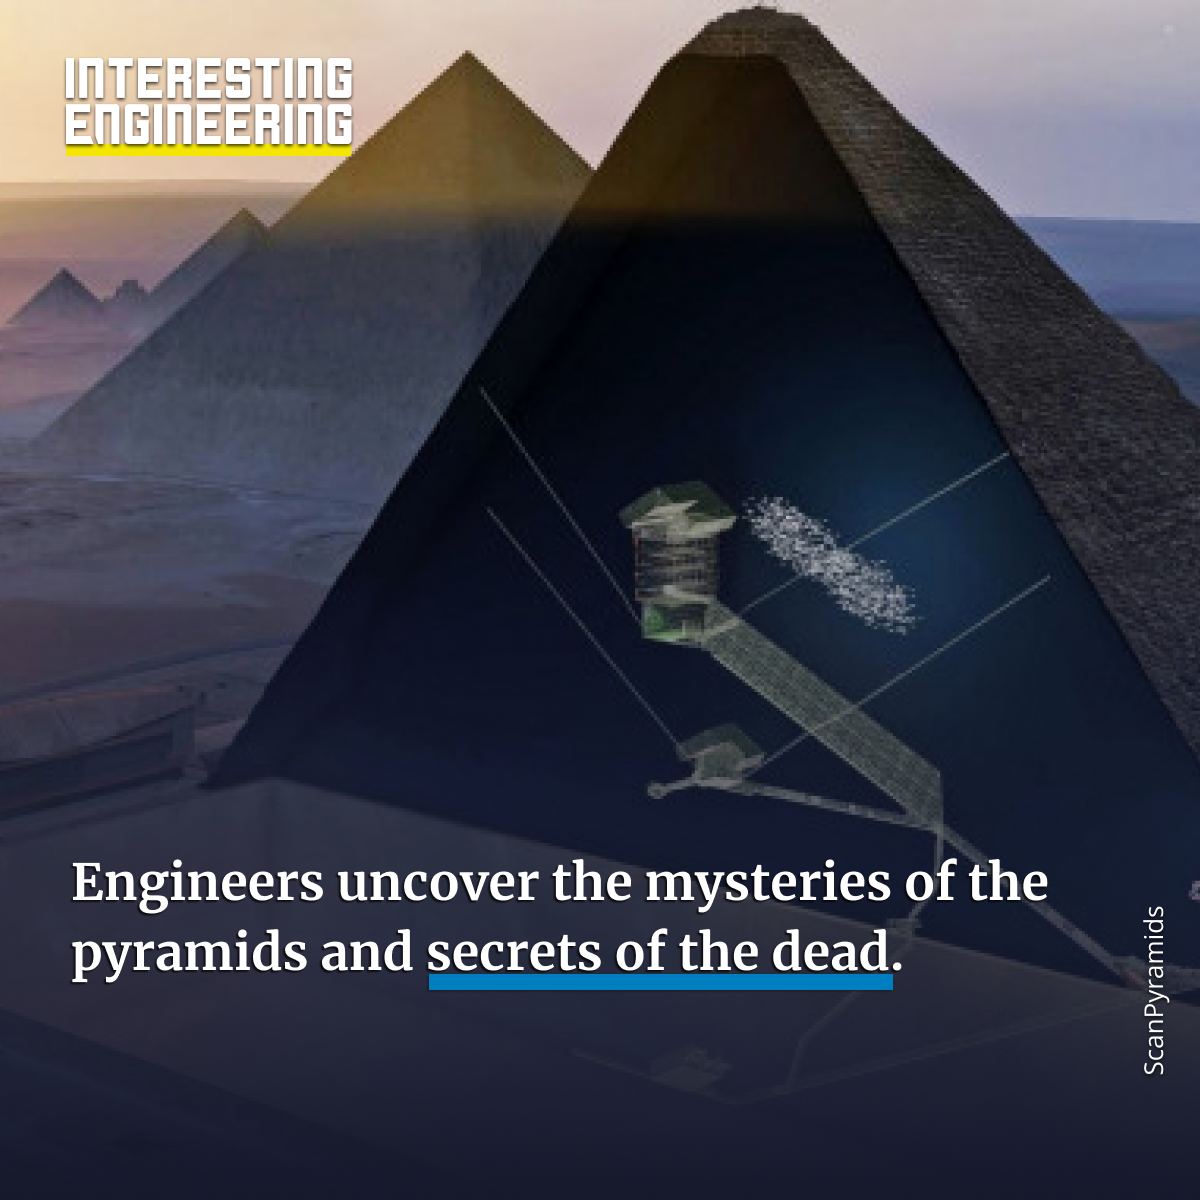 INTERESTING
ENGINEERING
Engineers uncover the mysteries of the
pyramids and secrets of the dead.
ScanPyramids